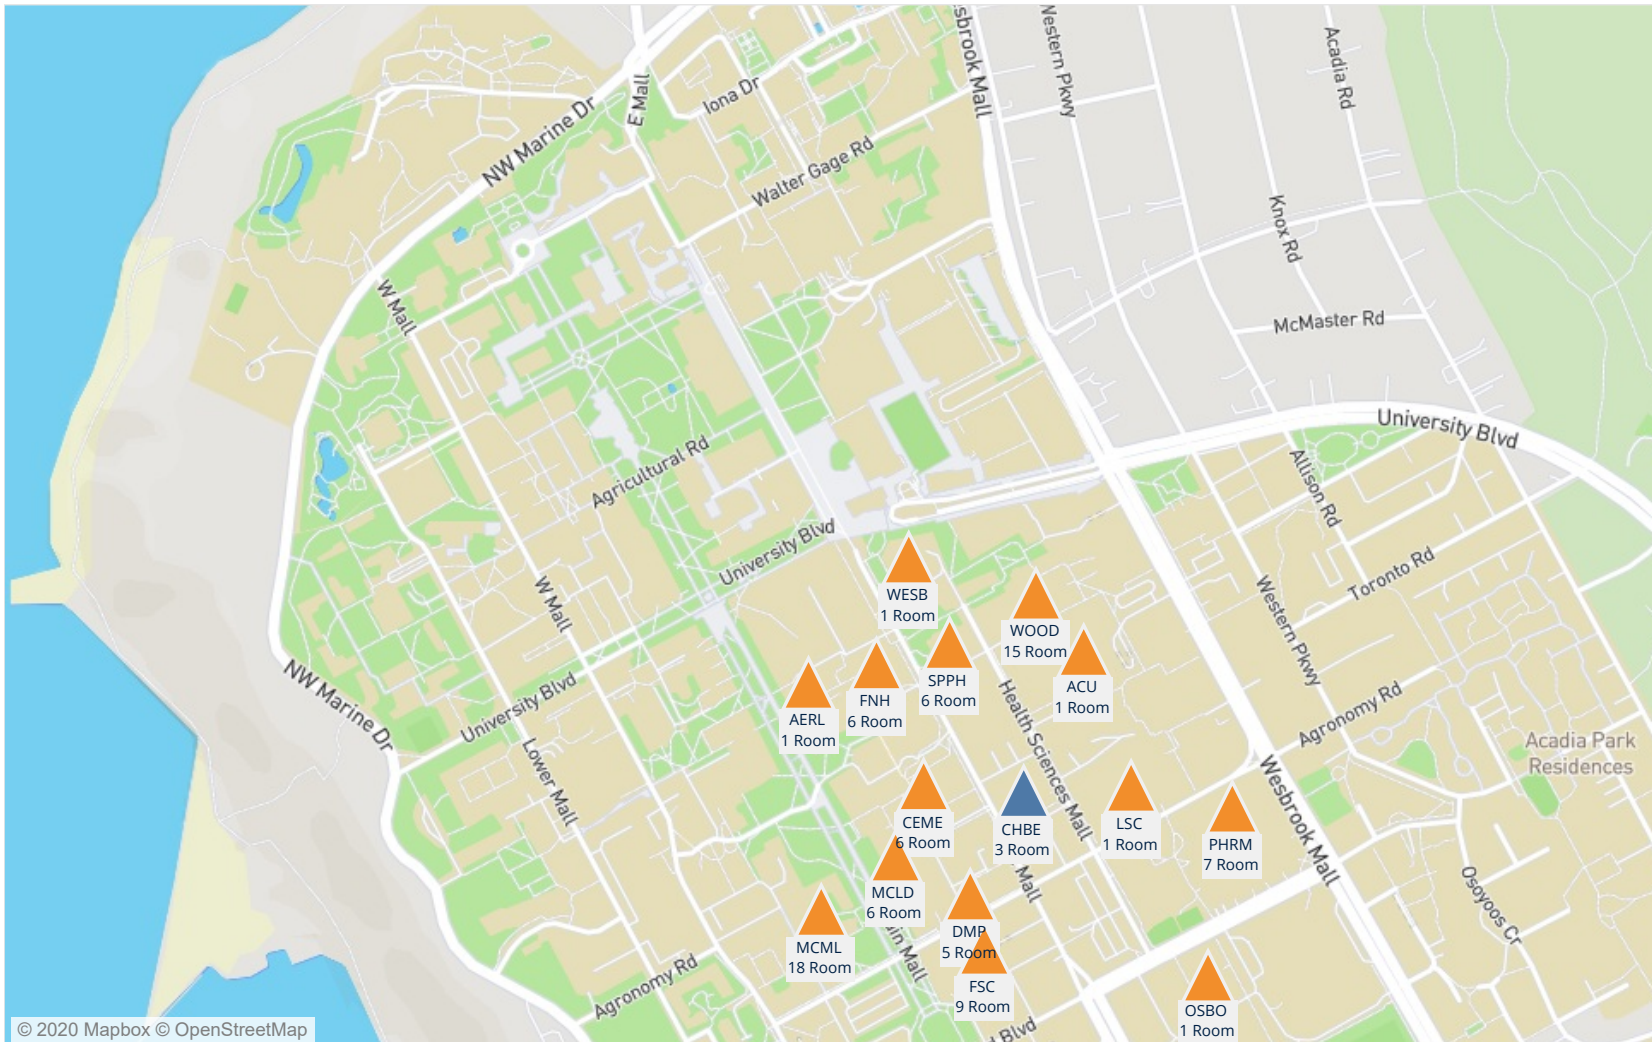 Wesbrook Mall
Western Pkwy
Acadia Rd
E Mall
Iona Dr
NW Marine Dr
Walter Gage Rd
Knox Rd
W Mall
McMaster Rd
University Blvd
Agricultural Rd
Allison Rd
University Blvd
Toronto Rd
W Mall
Western Pkwy
WESB
1 Room
WOOD
15 Room
SPPH
6 Room
ACU
1 Room
FNH
6 Room
AERL
1 Room
NW Marine Dr
University Blvd
Health Sciences Mall
Agronomy Rd
Acadia Park
Residences
Lower Mall
Wesbrook Mall
CEME
6 Room
CHBE
3 Room
LSC
1 Room
PHRM
7 Room
Mall
Osoyoos Cr
MCLD
6 Room
MCML
18 Room
DMP
5 Room
ain Mall
FSC
9 Room
Agronomy Rd
OSBO
1 Room
Blvd
© 2020 Mapbox © OpenStreetMap